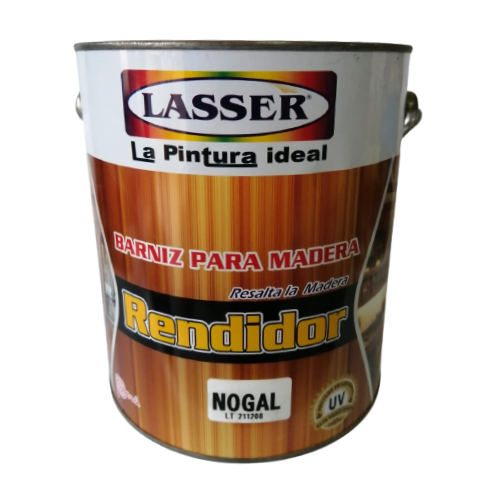 LASSER®
La Pintura ideal
BARNIZ PARA MADERA
Resalta la Madera
Rendidor
NOGAL
LT 211208
UV